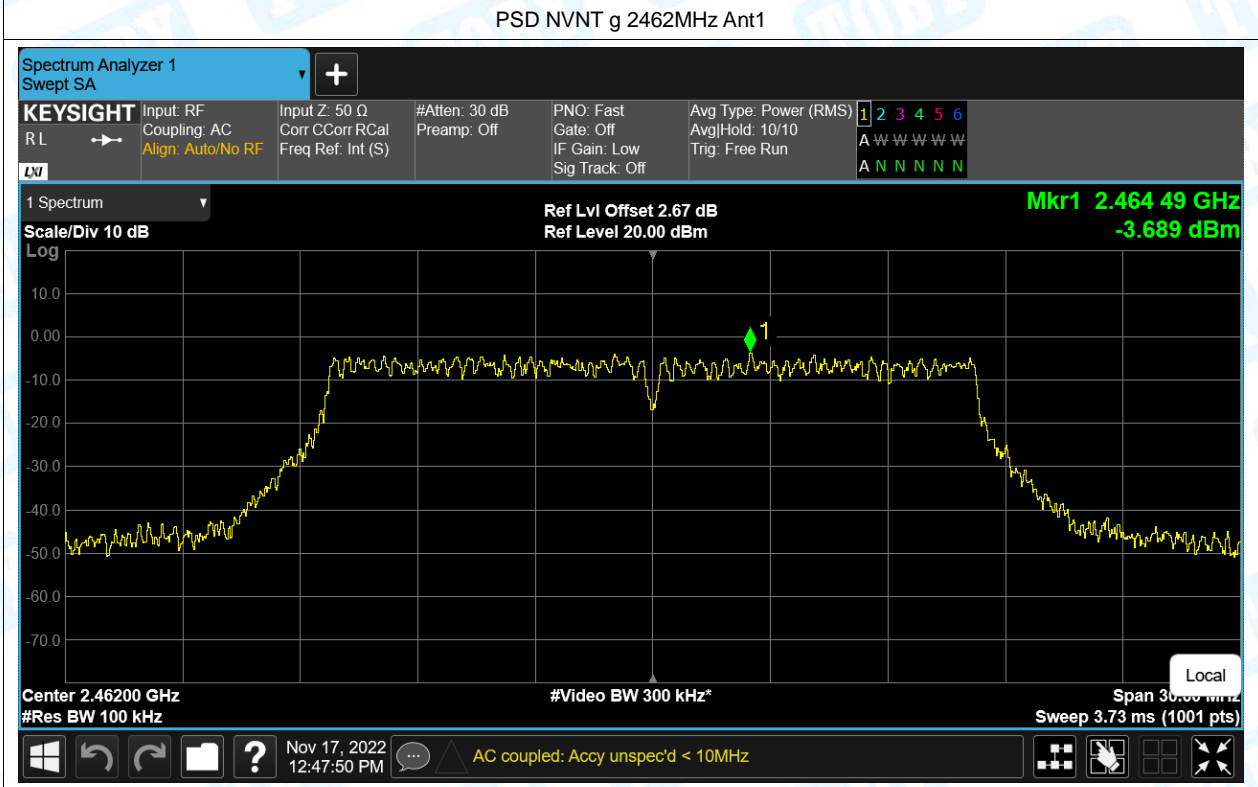 PSD NVNT g 2462MHz Ant1
Spectrum Analyzer 1
Swept SA
KEYSIGHT
R L
LXI
Input: RF
Coupling: AC
Align: Auto/No RF
Input Z: 50 Ω
Corr CCorr RCal
Freq Ref: Int (S)
#Atten: 30 dB
Preamp: Off
PNO: Fast
Gate: Off
IF Gain: Low
Sig Track: Off
Avg Type: Power (RMS)
Avg|Hold: 10/10
Trig: Free Run
1 2 3 4 5 6
A W W W W W
A N N N N N
1 Spectrum
Scale/Div 10 dB
Ref Lvl Offset 2.67 dB
Ref Level 20.00 dBm
Mkr1 2.464 49 GHz
-3.689 dBm
Log
10.0
0.00
-10.0
-20.0
-30.0
-40.0
-50.0
-60.0
-70.0
1
Local
Center 2.46200 GHz
#Video BW 300 kHz*
Span 30.00 MHz
#Res BW 100 kHz
Sweep 3.73 ms (1001 pts)
?
Nov 17, 2022
12:47:50 PM
AC coupled: Accy unspec'd < 10MHz